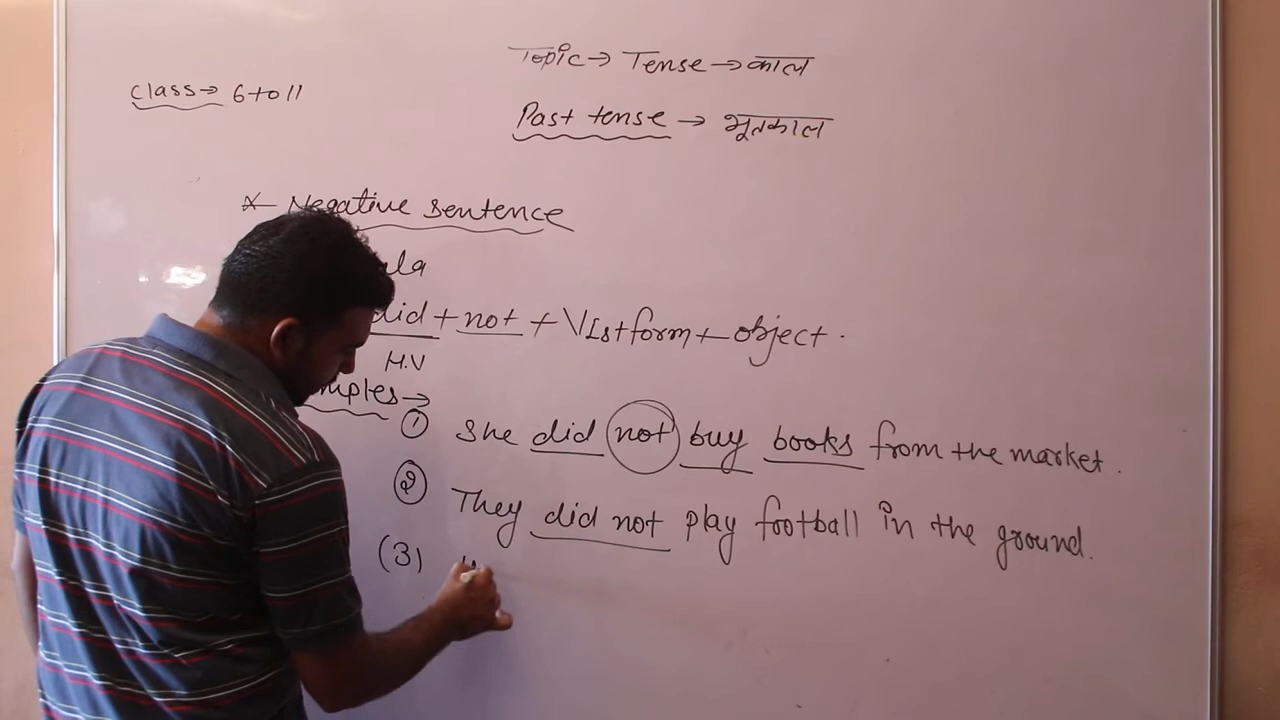 Topic → Tense → काल
Class → 6 to 11
Past tense → भूतकाल
× Negative Sentence
did + not + V1st form + object.
H.V
→
① She did not buy books from the market.
② They did not play football in the ground.
(3)